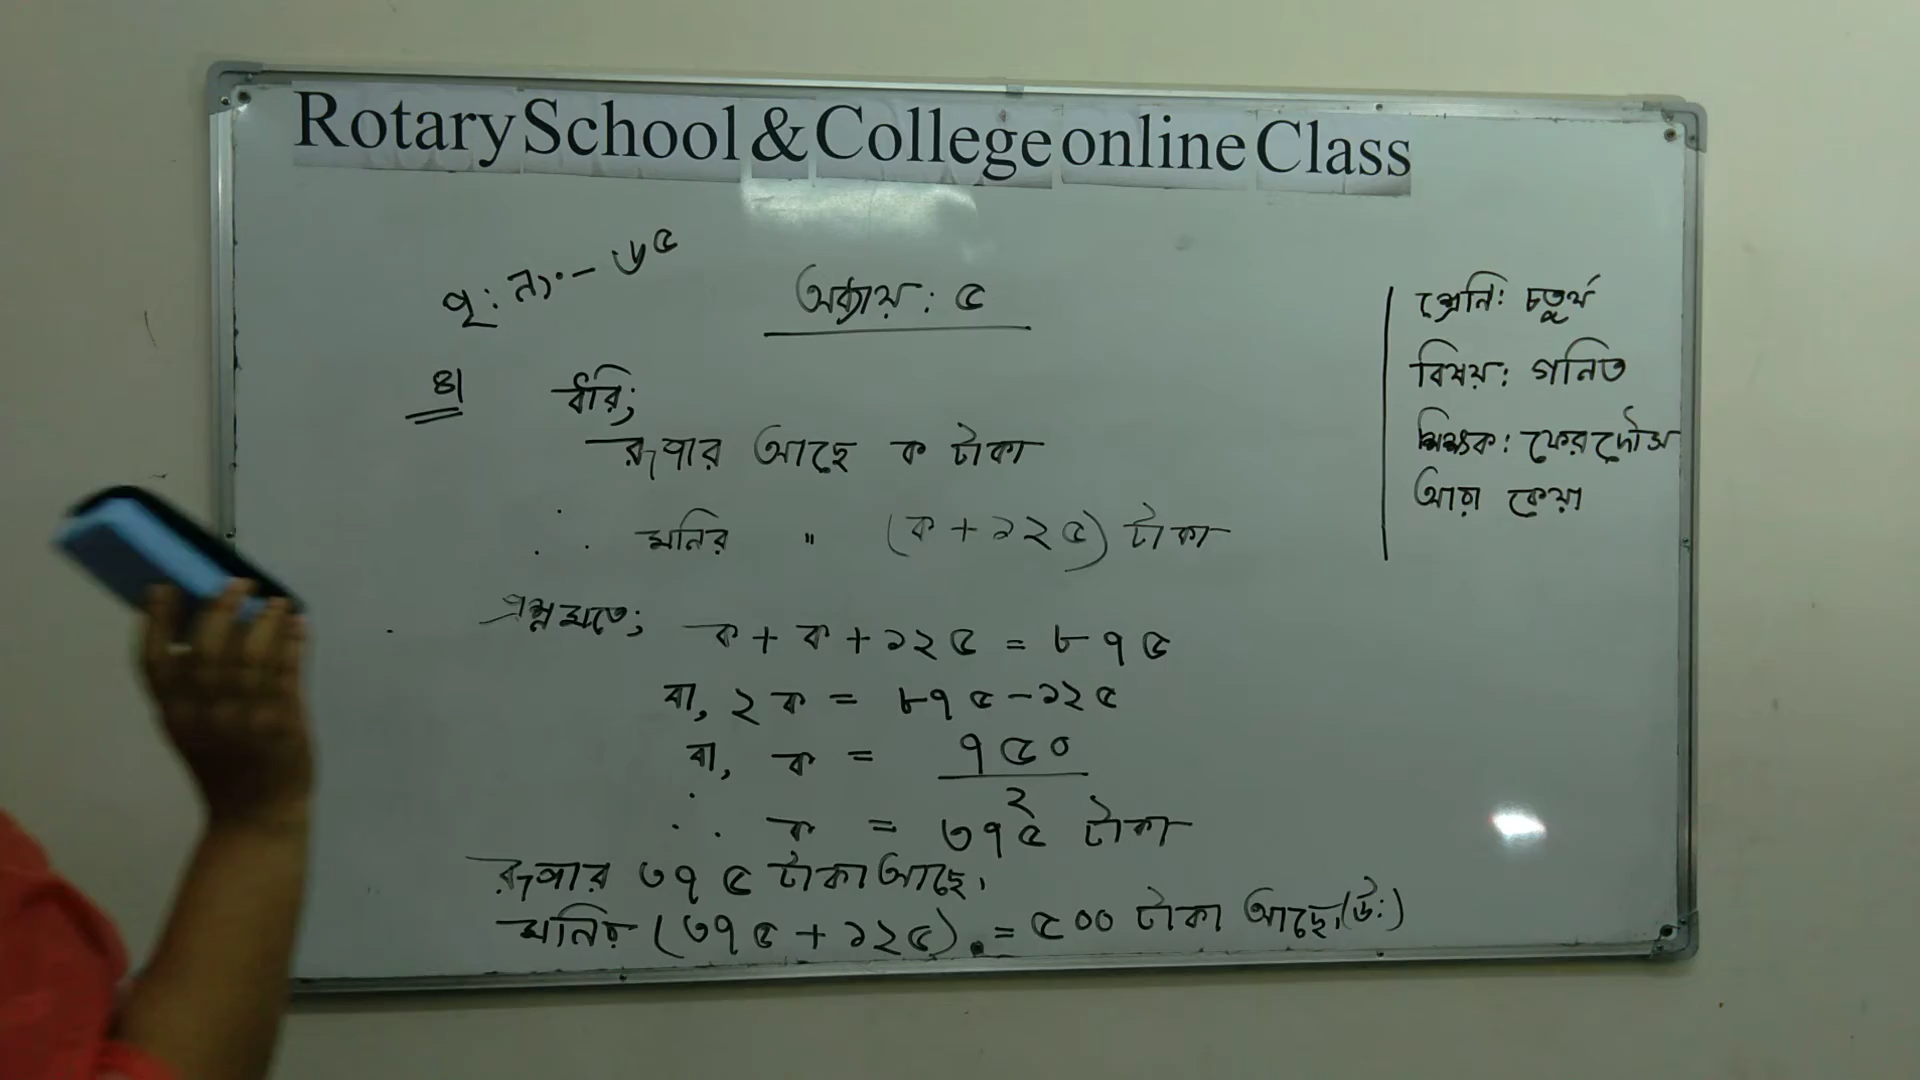 Rotary School & College online Class
পৃ: নং:- ৬৫
অধ্যায়: ৫
শ্রেনি: চতুর্থ
বিষয়: গনিত
শিক্ষক: ফেরদৌস
আরা কেয়া
৪। ধরি;
রুপার আছে ক টাকা
∴ মনির " (ক + ১২৫) টাকা
প্রশ্নমতে; ক + ক + ১২৫ = ৮৭৫
বা, ২ ক = ৮৭৫ - ১২৫
বা, ক = ৭৫০/২
∴ ক = ৩৭৫ টাকা
রুপার ৩৭৫ টাকা আছে।
মনির (৩৭৫ + ১২৫) = ৫০০ টাকা আছে। (উ:)